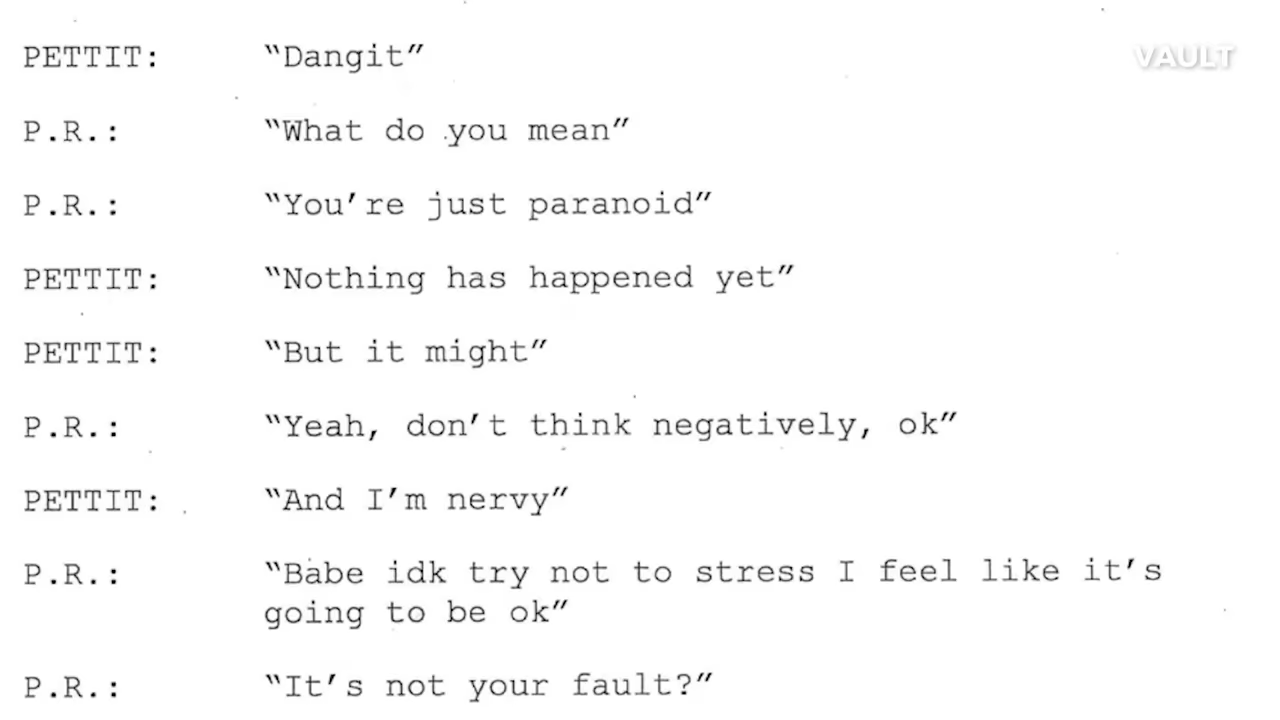 PETTIT: “Dangit”
VAULT
P.R.: “What do you mean”
P.R.: “You’re just paranoid”
PETTIT: “Nothing has happened yet”
PETTIT: “But it might”
P.R.: “Yeah, don’t think negatively, ok”
PETTIT: “And I’m nervy”
P.R.: “Babe idk try not to stress I feel like it’s
going to be ok”
P.R.: “It’s not your fault?”